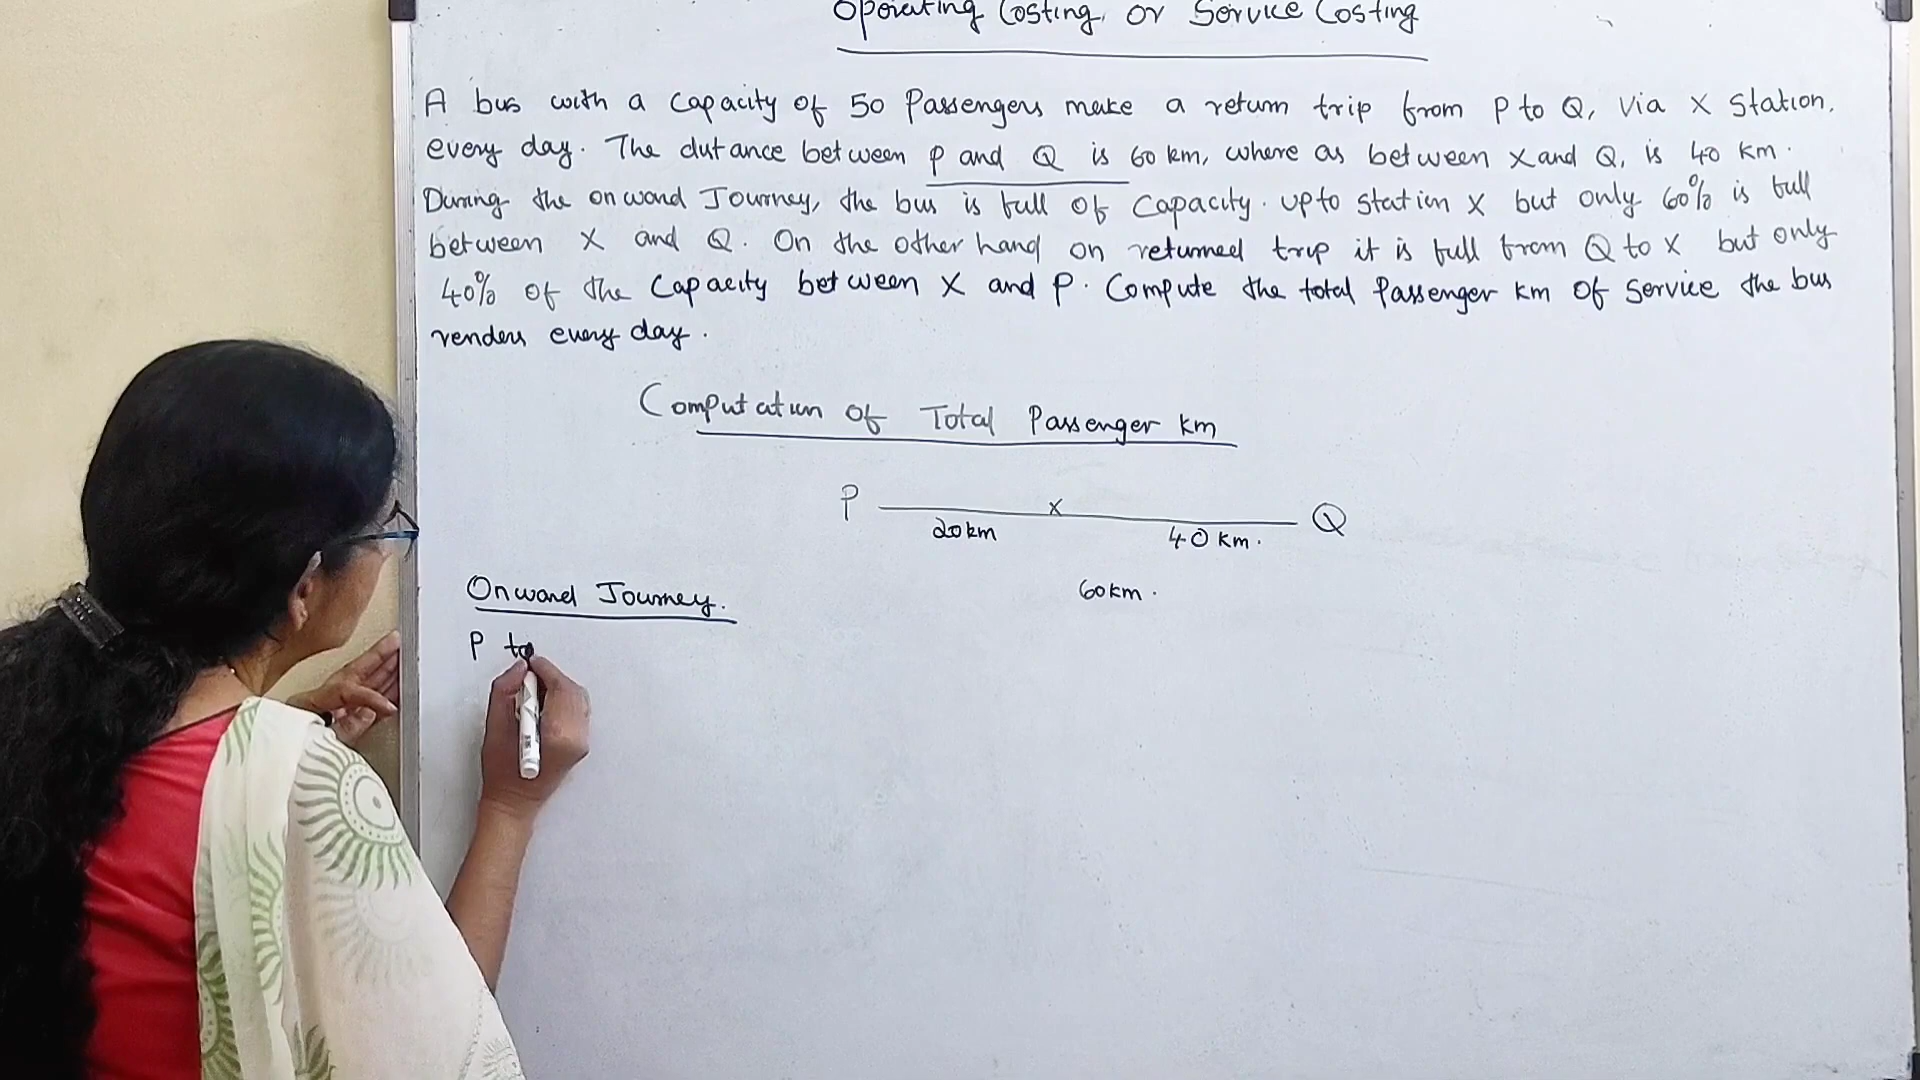 Operating Costing, or Service Costing
A bus with a capacity of 50 Passengers make a return trip from P to Q, via X station.
every day. The distance between P and Q is 60 km, where as between X and Q, is 40 km.
During the onward Journey, the bus is full of capacity. upto station X but only 60% is full
between X and Q. On the other hand on returned trip it is full from Q to X but only
40% of the capacity between X and P. Compute the total Passenger km of service the bus
renders every day.
Computation of Total Passenger km
P X Q
20km 40 km.
Onward Journey. 60km.
P to